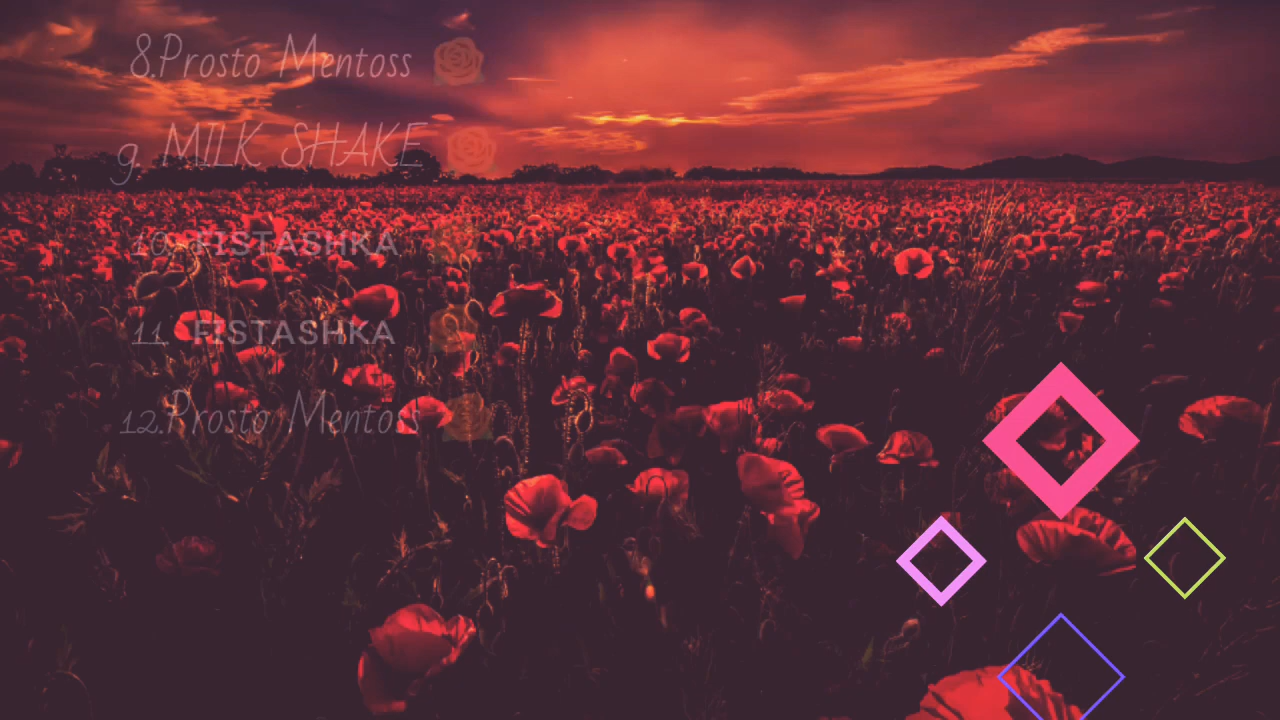 8.Prosto Mentoss
9. MILK SHAKE
10. FISTASHKA
11. FISTASHKA
12.Prosto Mentoss